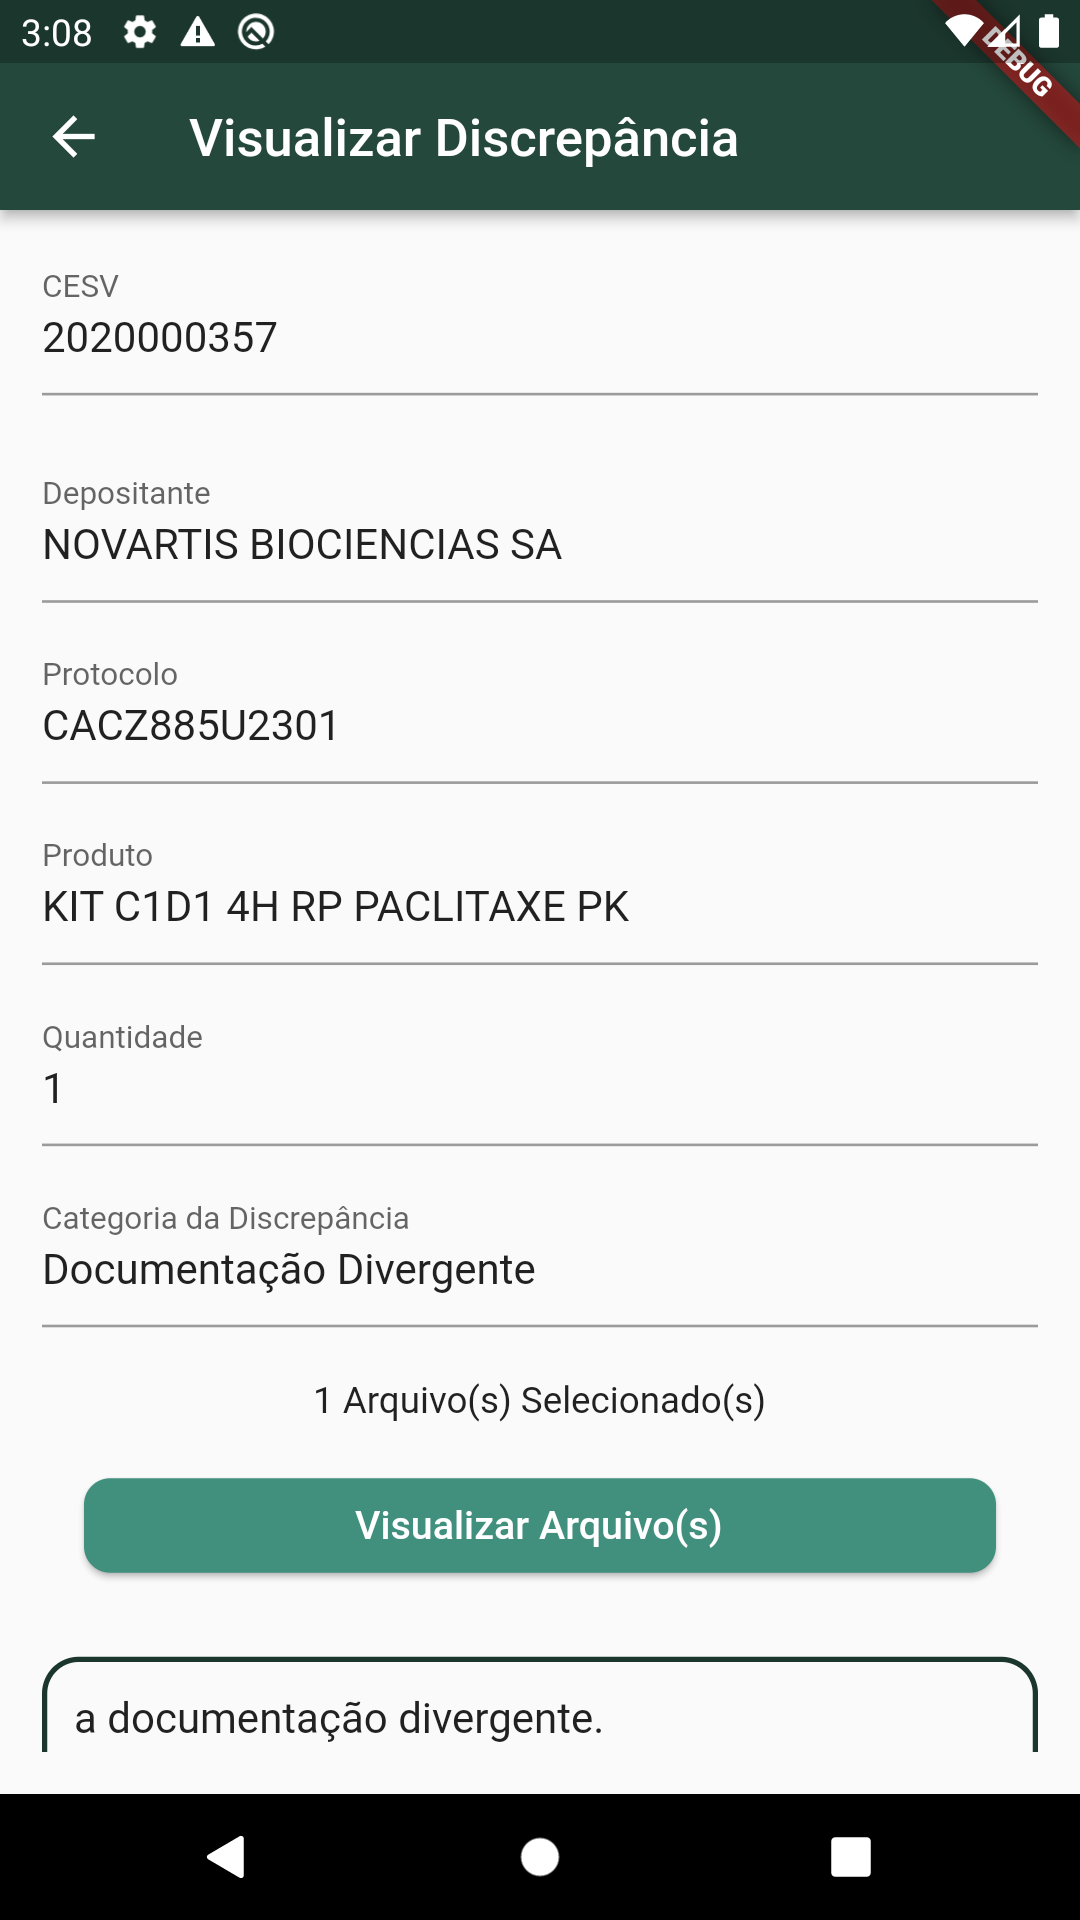 3:08
DEBUG
Visualizar Discrepância
CESV
2020000357
Depositante
NOVARTIS BIOCIENCIAS SA
Protocolo
CACZ885U2301
Produto
KIT C1D1 4H RP PACLITAXE PK
Quantidade
1
Categoria da Discrepância
Documentação Divergente
1 Arquivo(s) Selecionado(s)
Visualizar Arquivo(s)
a documentação divergente.